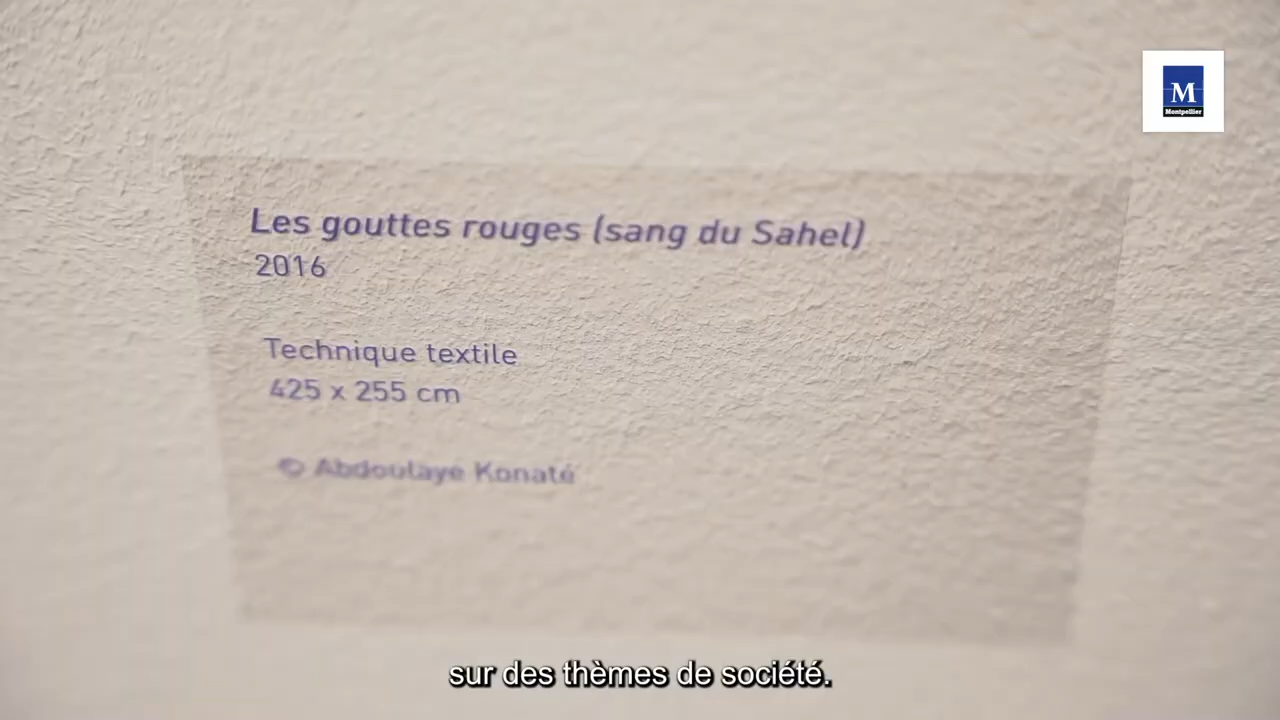 M
Montpellier
Les gouttes rouges (sang du Sahel)
2016
Technique textile
425 x 255 cm
© Abdoulaye Konaté
sur des thèmes de société.